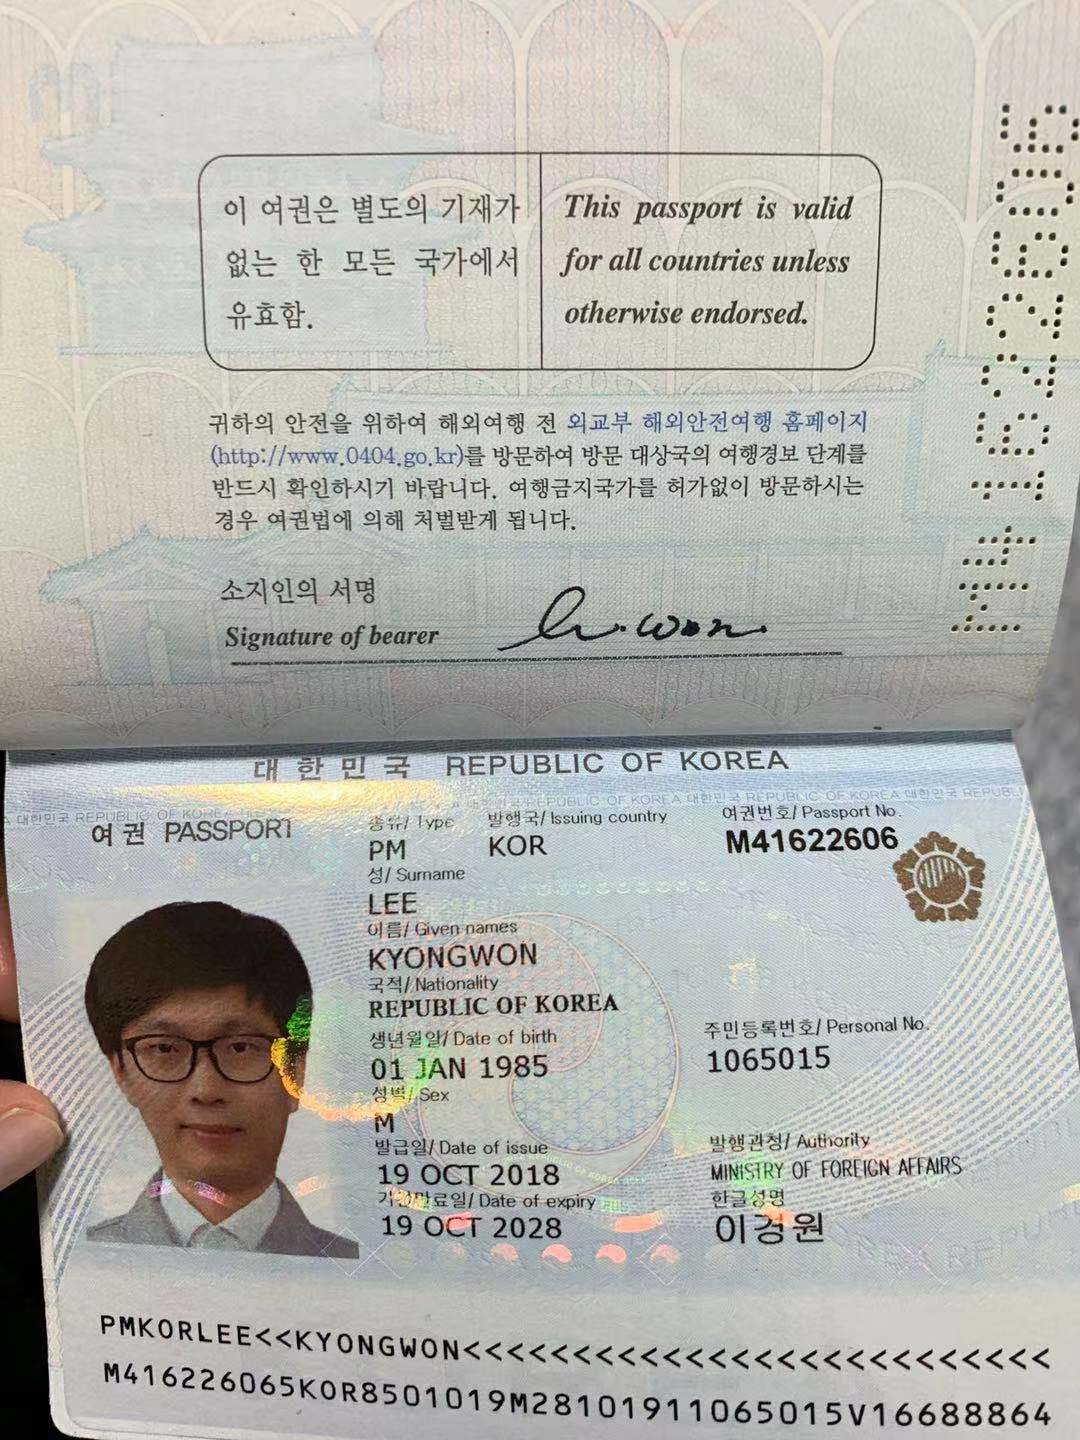 이 여권은 별도의 기재가
없는 한 모든 국가에서
유효함.
This passport is valid
for all countries unless
otherwise endorsed.
귀하의 안전을 위하여 해외여행 전 외교부 해외안전여행 홈페이지
(http://www.0404.go.kr)를 방문하여 방문 대상국의 여행경보 단계를
반드시 확인하시기 바랍니다. 여행금지국가를 허가없이 방문하시는
경우 여권법에 의해 처벌받게 됩니다.
소지인의 서명
Signature of bearer
대한민국 REPUBLIC OF KOREA
여권 PASSPORT
종류/ Type 발행국/ Issuing country 여권번호/ Passport No.
PM KOR M41622606
성/ Surname
LEE
이름/ Given names
KYONGWON
국적/ Nationality
REPUBLIC OF KOREA
생년월일/ Date of birth 주민등록번호/ Personal No.
01 JAN 1985 1065015
성별/ Sex
M
발급일/ Date of issue 발행관청/ Authority
19 OCT 2018 MINISTRY OF FOREIGN AFFAIRS
기간만료일/ Date of expiry 한글성명
19 OCT 2028 이경원
PMKORLEE<<KYONGWON<<<<<<<<<<<<<<<<<<<<<<<<<<
M416226065KOR8501019M28101911065015V16688864